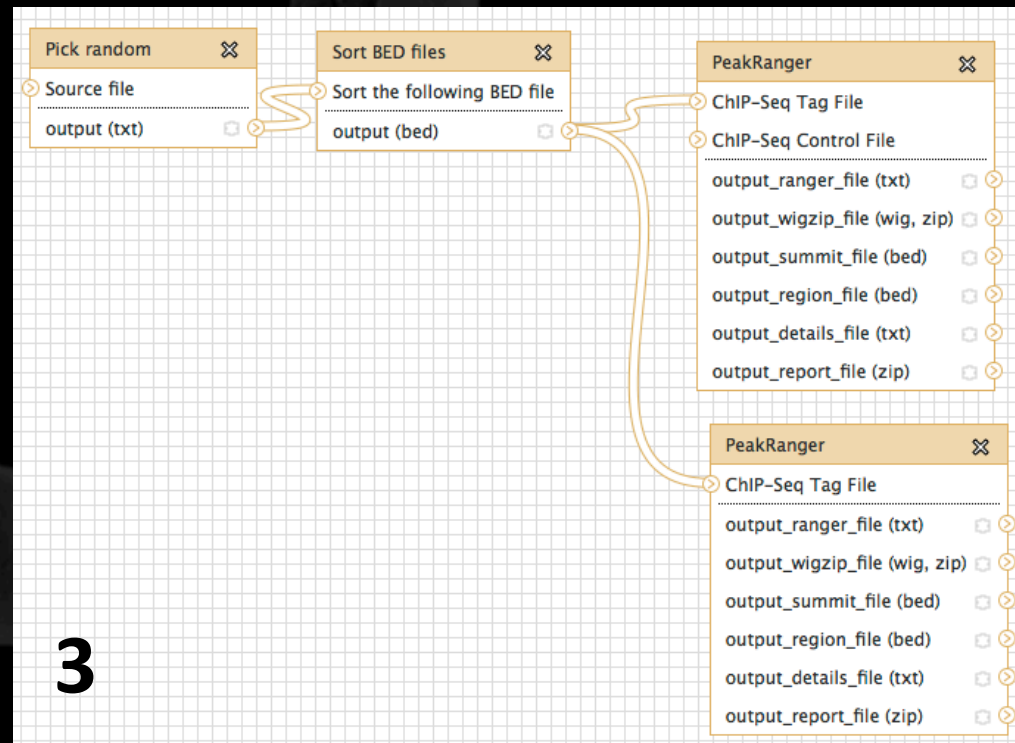 Pick random
Source file
output (txt)
Sort BED files
Sort the following BED file
output (bed)
PeakRanger
ChIP-Seq Tag File
ChIP-Seq Control File
output_ranger_file (txt)
output_wigzip_file (wig, zip)
output_summit_file (bed)
output_region_file (bed)
output_details_file (txt)
output_report_file (zip)
PeakRanger
ChIP-Seq Tag File
output_ranger_file (txt)
output_wigzip_file (wig, zip)
output_summit_file (bed)
output_region_file (bed)
output_details_file (txt)
output_report_file (zip)
3